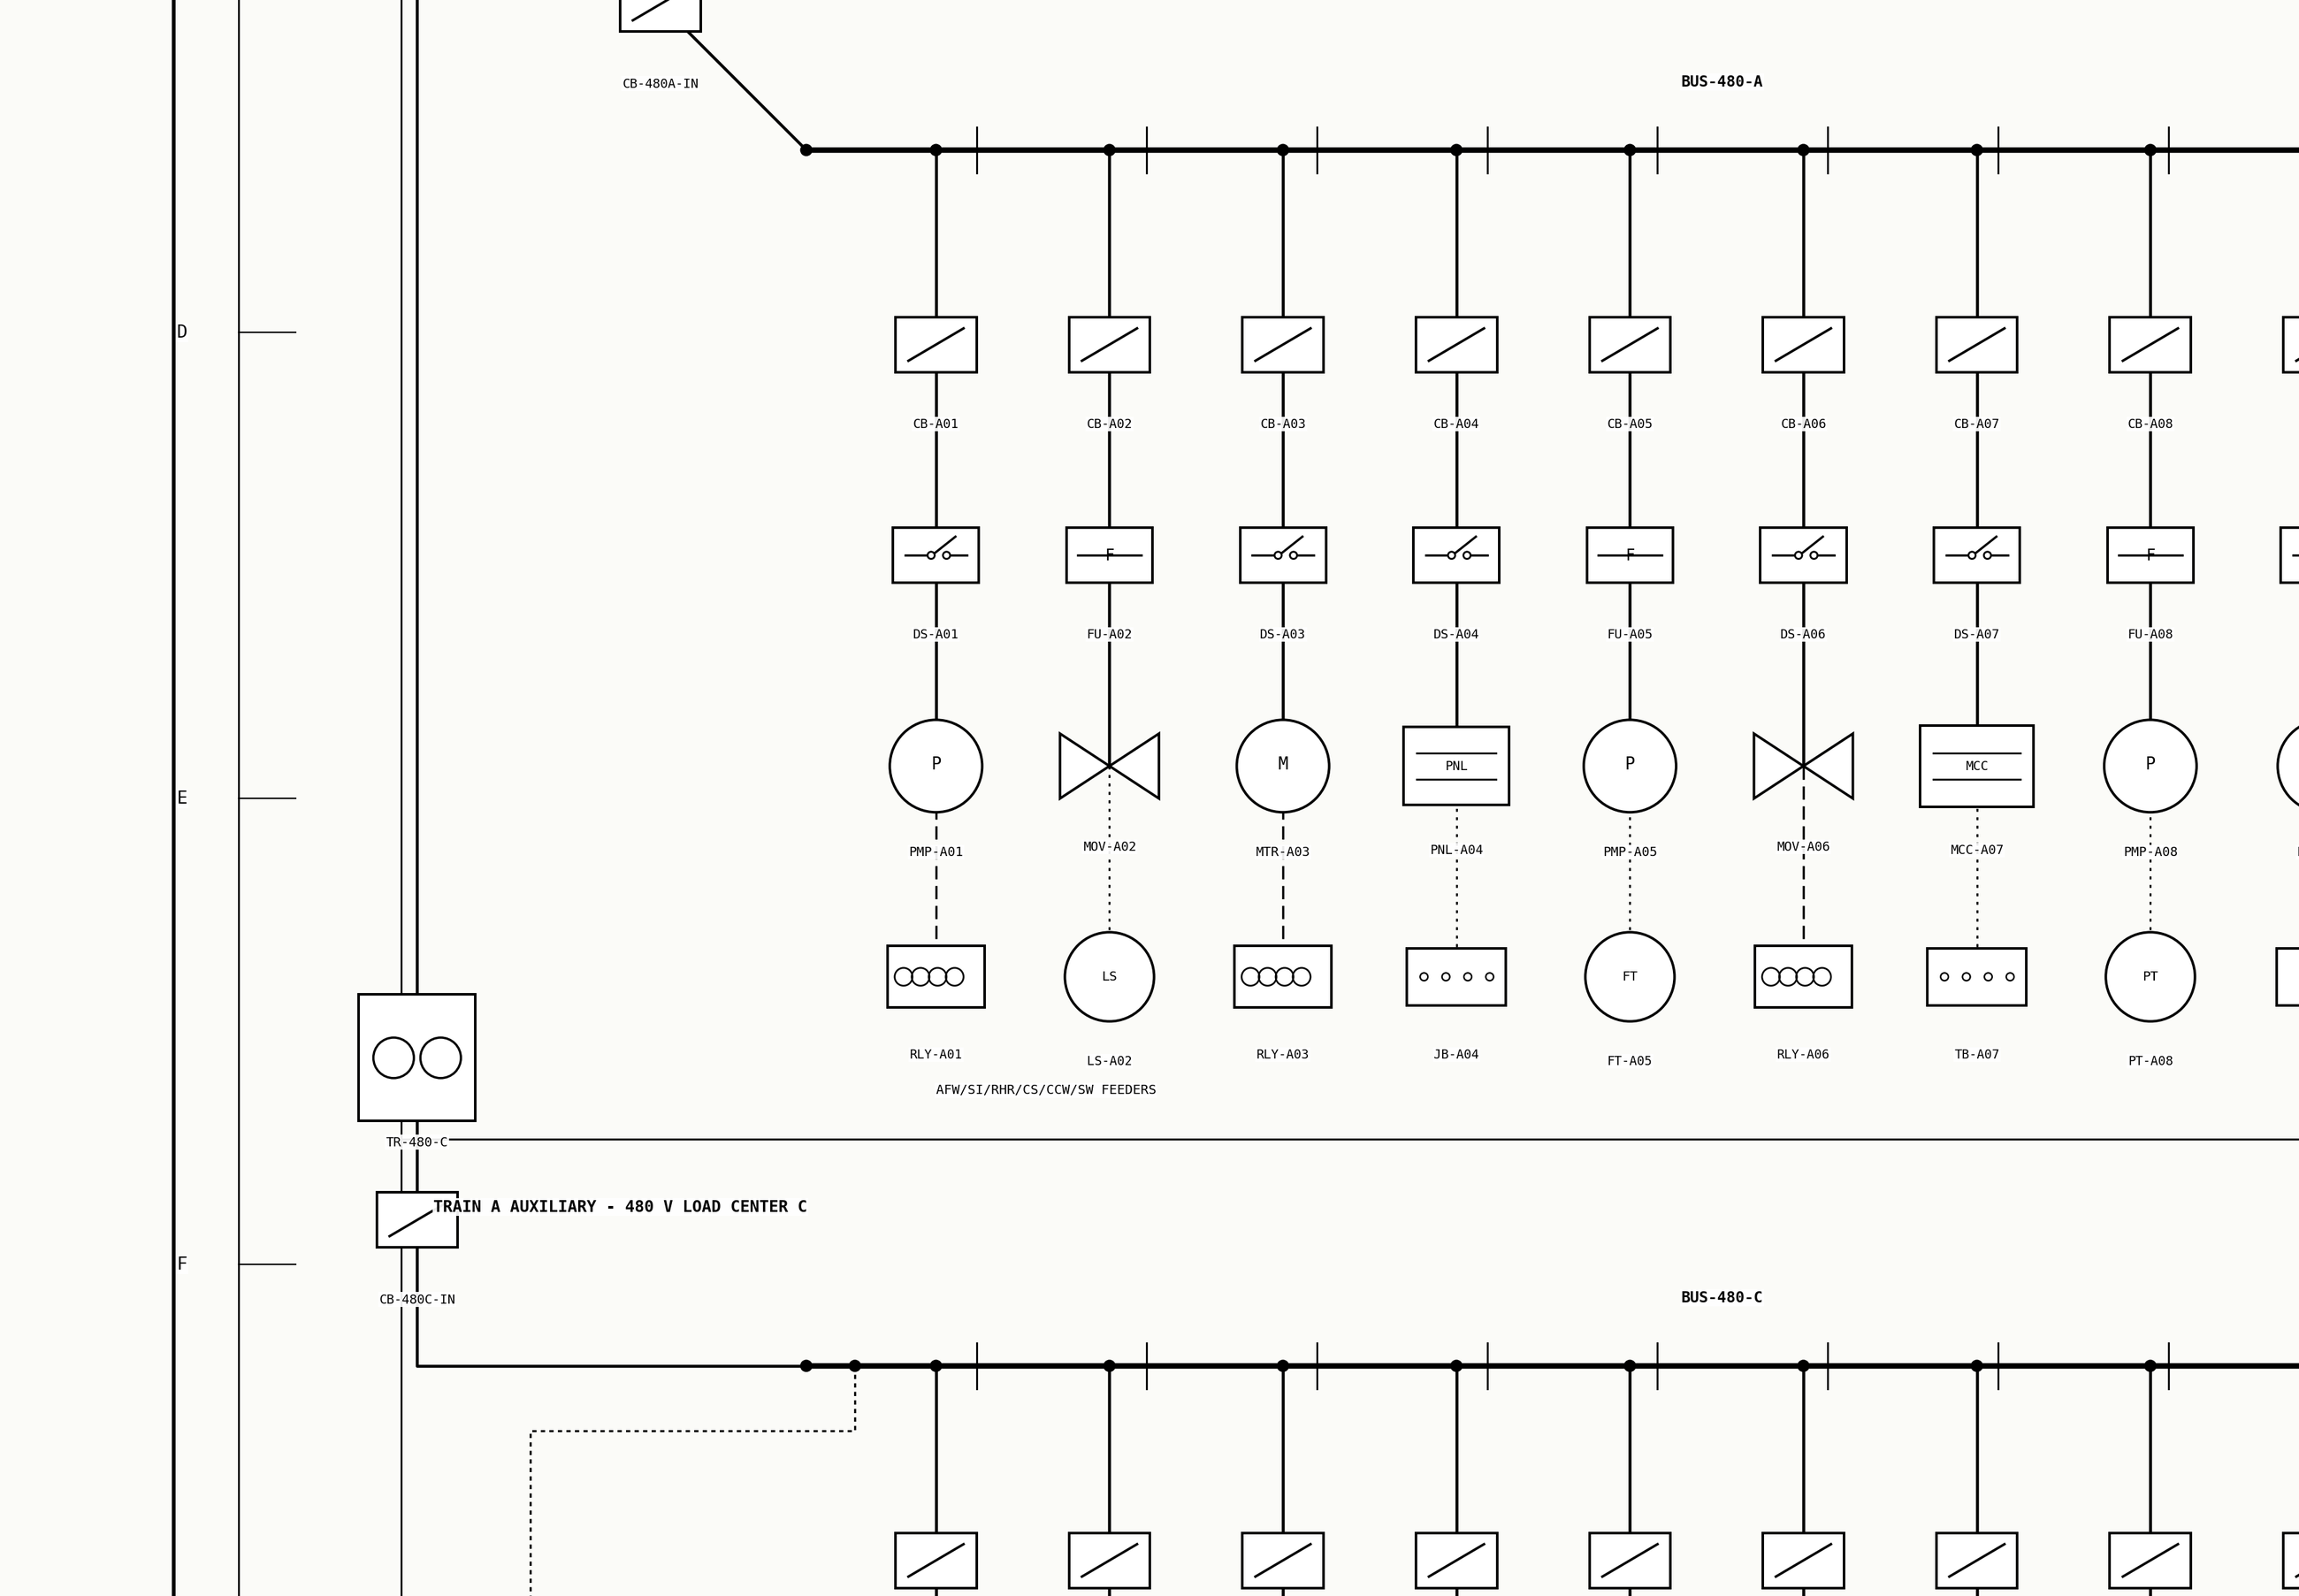 CB-480A-IN
BUS-480-A
D
CB-A01 CB-A02 CB-A03 CB-A04 CB-A05 CB-A06 CB-A07 CB-A08
F F F
DS-A01 FU-A02 DS-A03 DS-A04 FU-A05 DS-A06 DS-A07 FU-A08
P M PNL P MCC P
E
PMP-A01 MOV-A02 MTR-A03 PNL-A04 PMP-A05 MOV-A06 MCC-A07 PMP-A08
LS FT PT
RLY-A01 LS-A02 RLY-A03 JB-A04 FT-A05 RLY-A06 TB-A07 PT-A08
AFW/SI/RHR/CS/CCW/SW FEEDERS
TR-480-C
TRAIN A AUXILIARY - 480 V LOAD CENTER C
F
CB-480C-IN
BUS-480-C